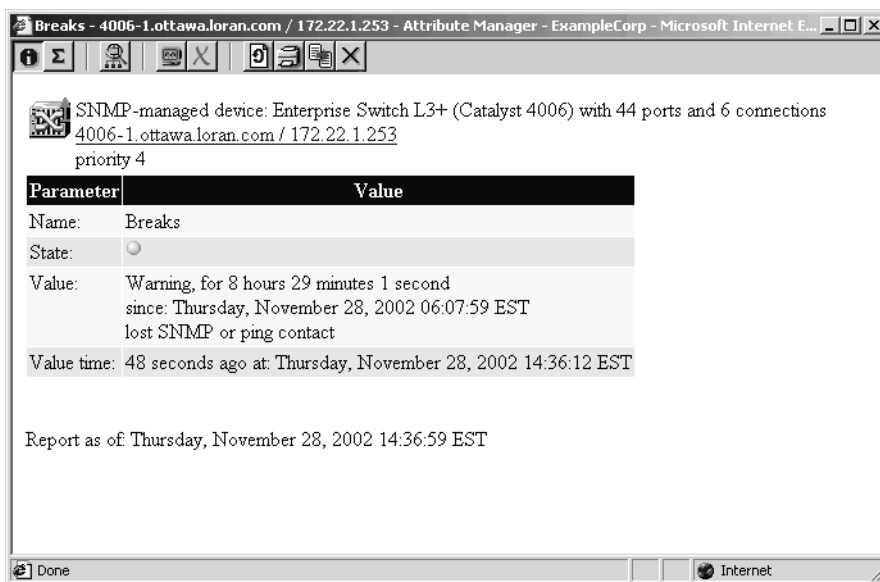 Breaks - 4006-1.ottawa.loran.com / 172.22.1.253 - Attribute Manager - ExampleCorp - Microsoft Internet E...
SNMP-managed device: Enterprise Switch L3+ (Catalyst 4006) with 44 ports and 6 connections
4006-1.ottawa.loran.com / 172.22.1.253
priority 4
Parameter Value
Name: Breaks
State:
Value: Warning, for 8 hours 29 minutes 1 second
since: Thursday, November 28, 2002 06:07:59 EST
lost SNMP or ping contact
Value time: 48 seconds ago at: Thursday, November 28, 2002 14:36:12 EST
Report as of: Thursday, November 28, 2002 14:36:59 EST
Done Internet